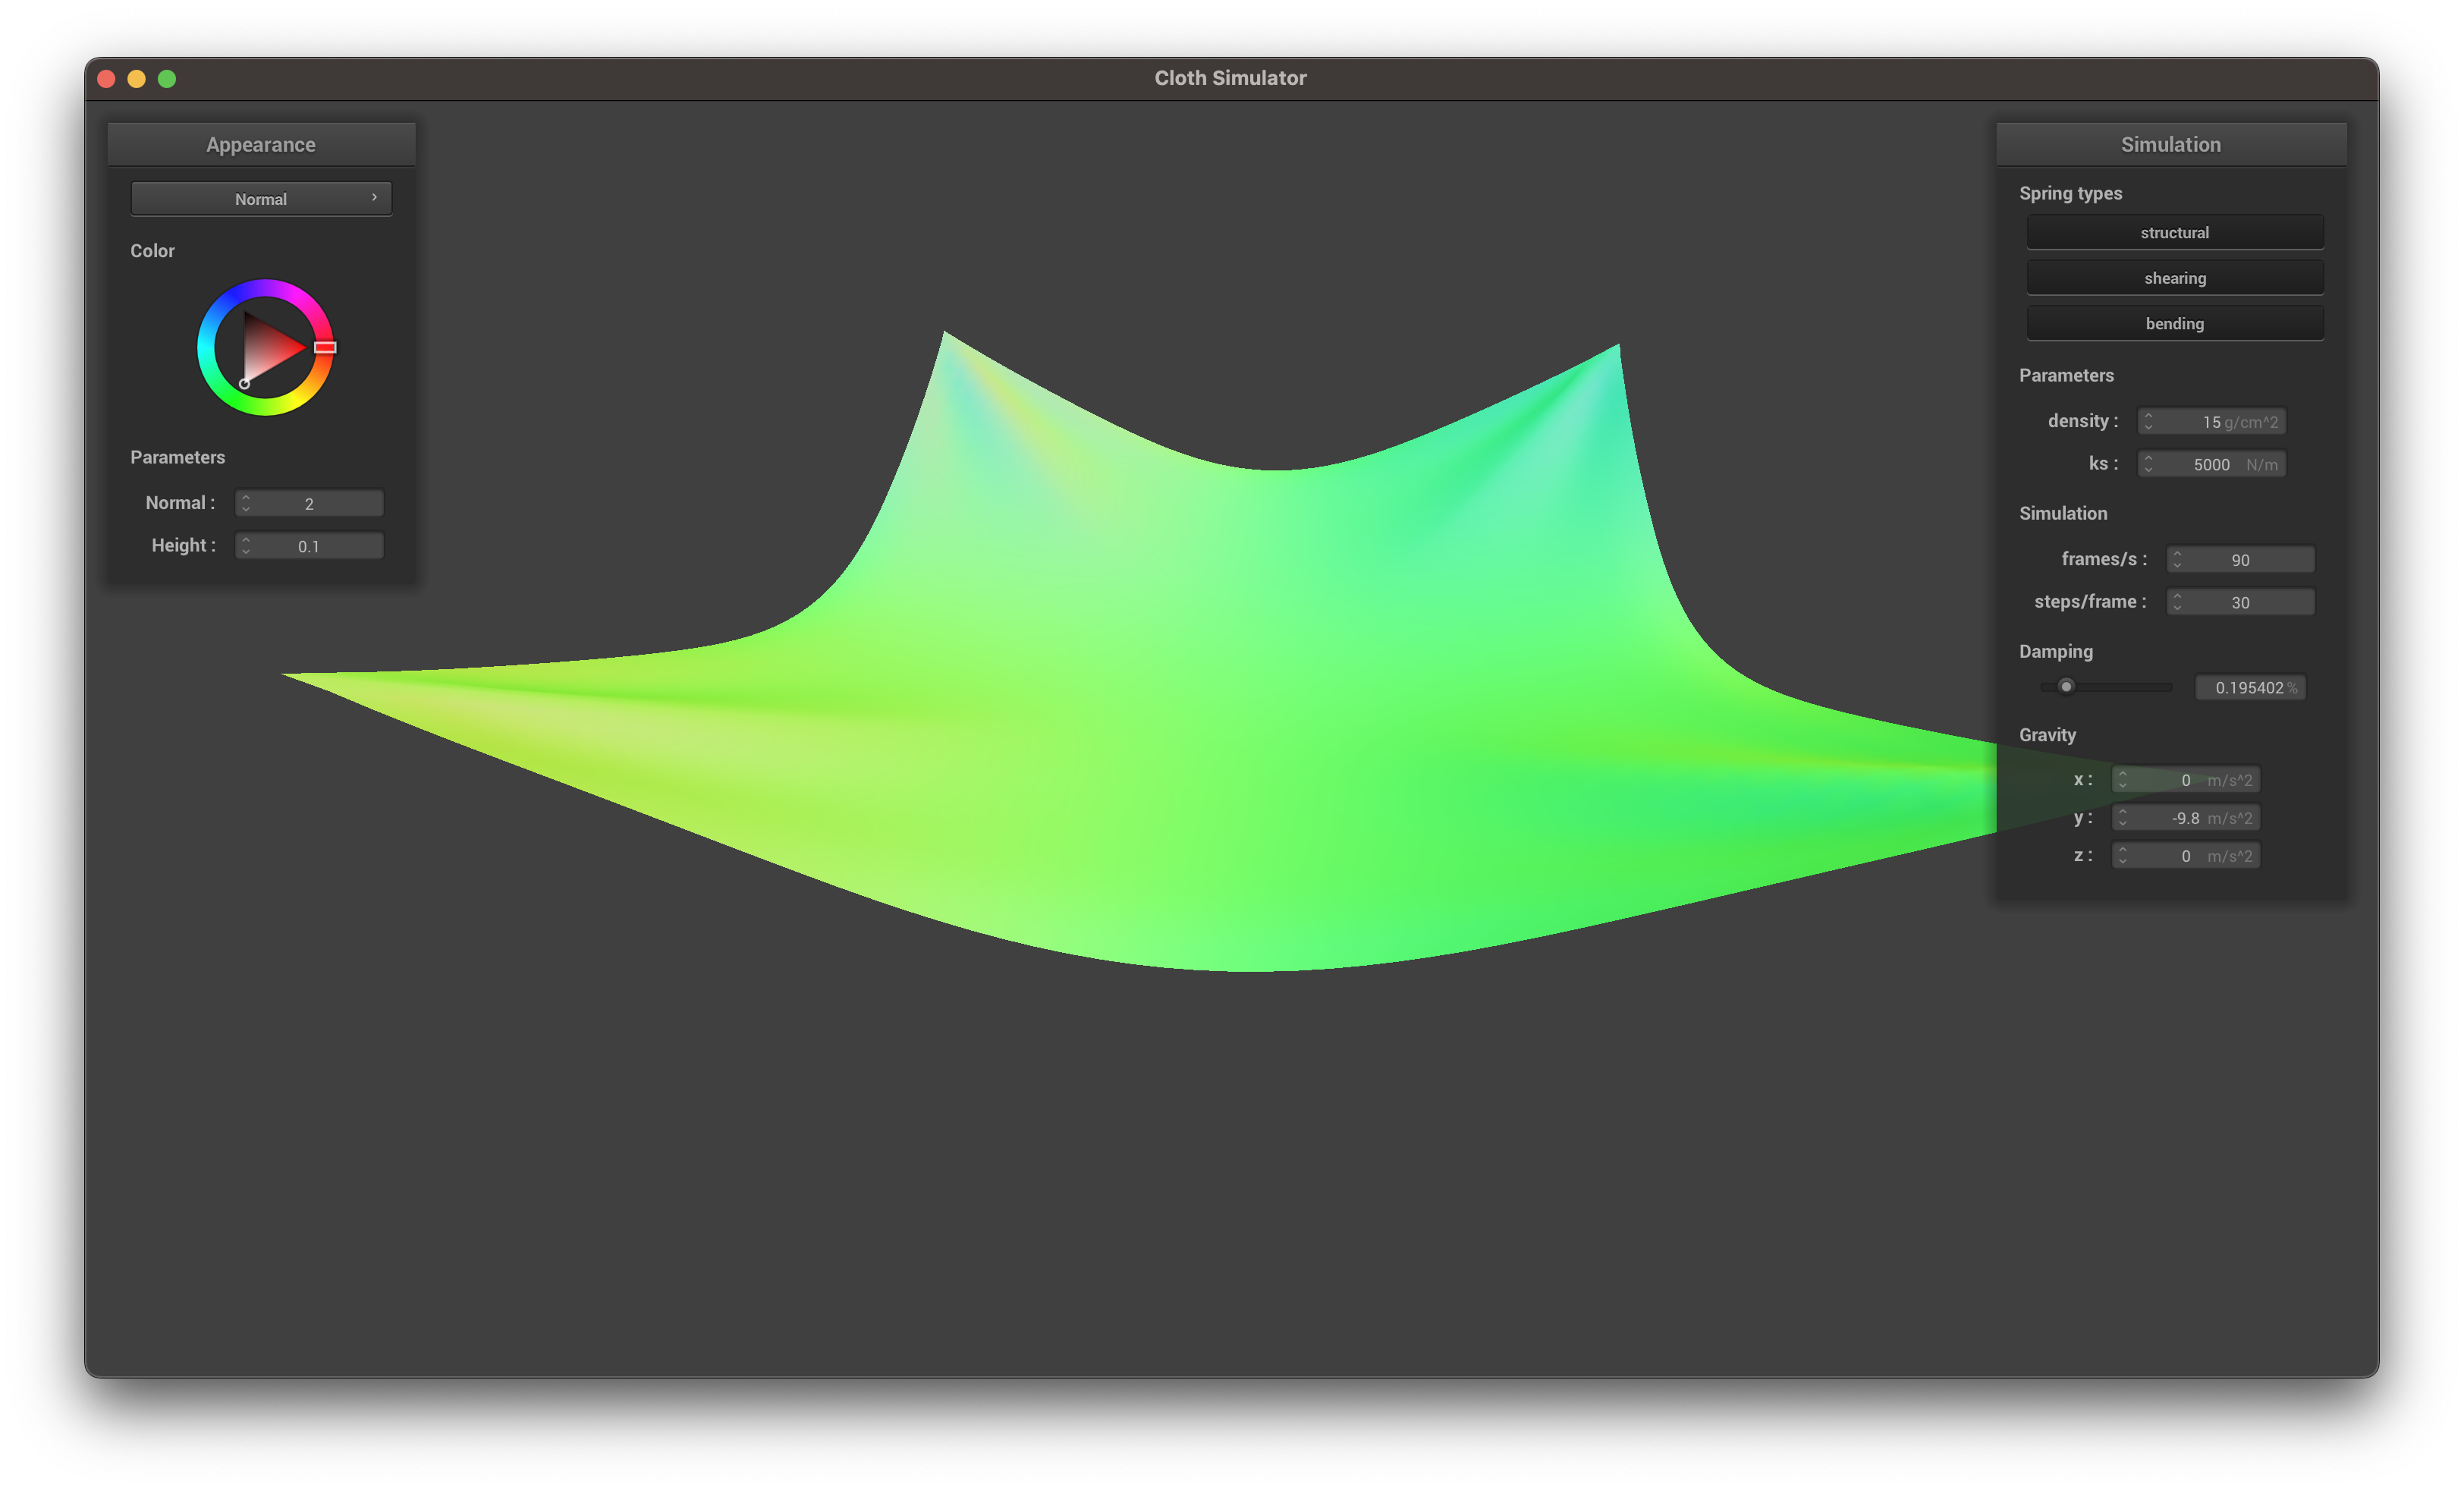 Cloth Simulator
Appearance
Normal
Color
Parameters
Normal : 2
Height : 0.1
Simulation
Spring types
structural
shearing
bending
Parameters
density : 15 g/cm^2
ks : 5000 N/m
Simulation
frames/s : 90
steps/frame : 30
Damping
0.195402 %
Gravity
x : 0 m/s^2
y : -9.8 m/s^2
z : 0 m/s^2